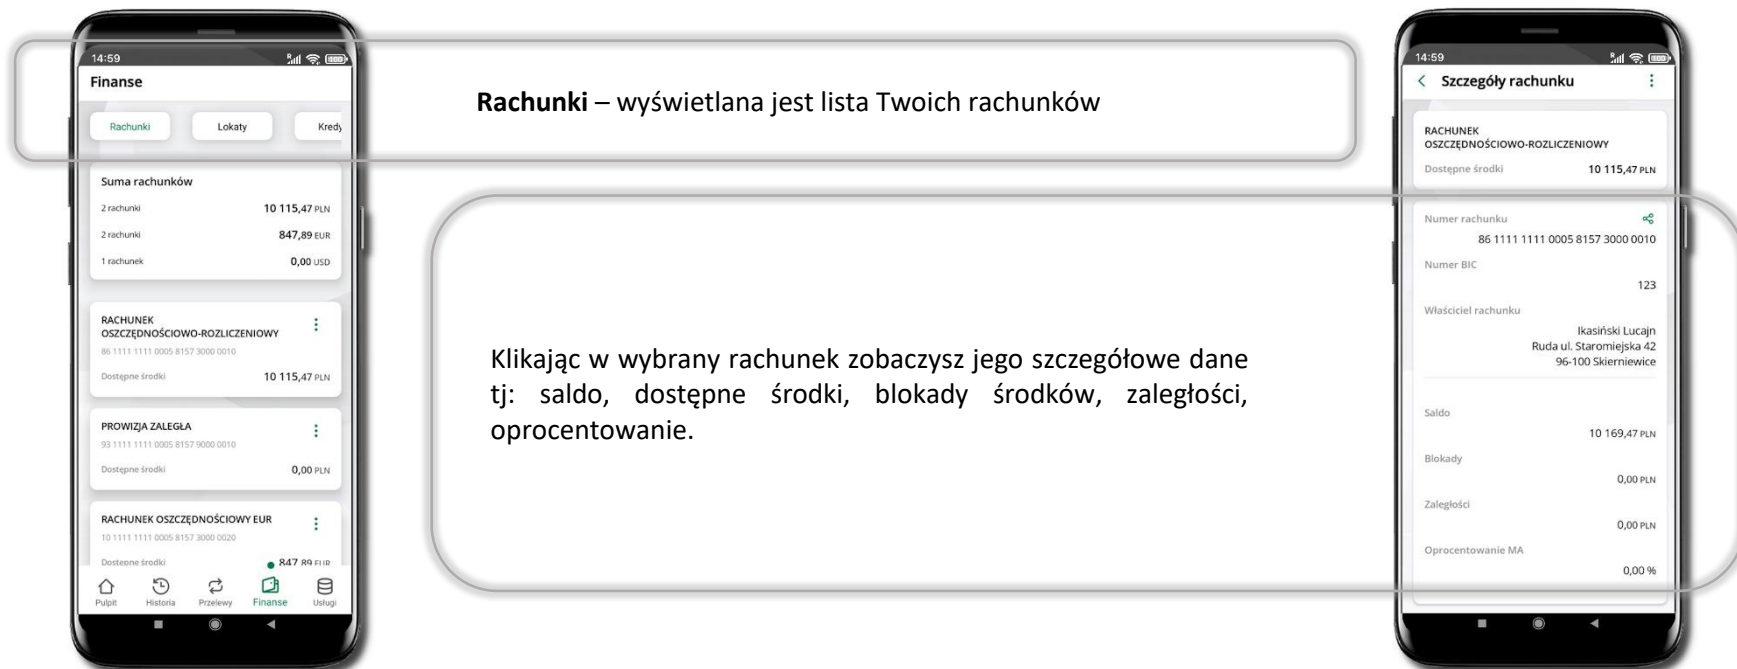 14:59
Finanse
Rachunki Lokaty Kredy
Suma rachunków
2 rachunki 10 115,47 PLN
2 rachunki 847,89 EUR
1 rachunek 0,00 USD
RACHUNEK
OSZCZĘDNOŚCIOWO-ROZLICZENIOWY
86 1111 1111 0005 8157 3000 0010
Dostępne środki 10 115,47 PLN
PROWIZJA ZALEGŁA
93 1111 1111 0005 8157 9000 0010
Dostępne środki 0,00 PLN
RACHUNEK OSZCZĘDNOŚCIOWY EUR
10 1111 1111 0005 8157 3000 0020
Dostępne środki 847,89 EUR
Pulpit Historia Przelewy Finanse Usługi
Rachunki – wyświetlana jest lista Twoich rachunków
Klikając w wybrany rachunek zobaczysz jego szczegółowe dane
tj: saldo, dostępne środki, blokady środków, zaległości,
oprocentowanie.
14:59
Szczegóły rachunku
RACHUNEK
OSZCZĘDNOŚCIOWO-ROZLICZENIOWY
Dostępne środki 10 115,47 PLN
Numer rachunku
86 1111 1111 0005 8157 3000 0010
Numer BIC
123
Właściciel rachunku
Ikasiński Lucajn
Ruda ul. Staromiejska 42
96-100 Skierniewice
Saldo
10 169,47 PLN
Blokady
0,00 PLN
Zaległości
0,00 PLN
Oprocentowanie MA
0,00 %